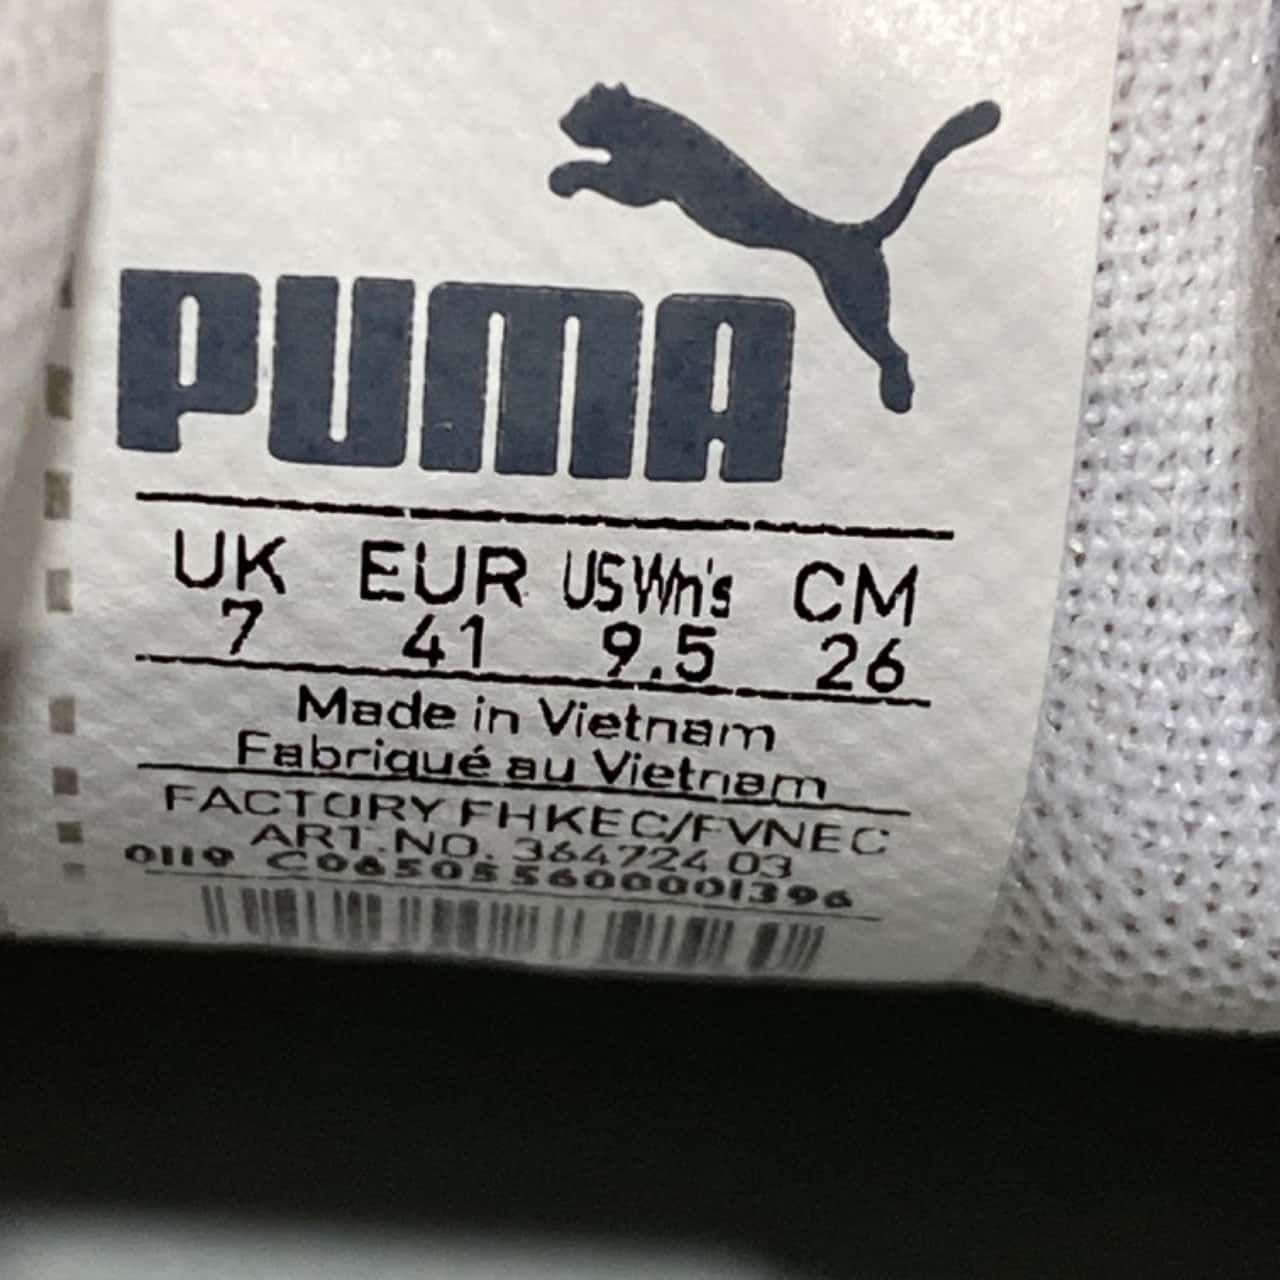 PUMA
UK EUR US Wn's CM
7 41 9.5 26
Made in Vietnam
Fabriqué au Vietnam
FACTORY FHKEC/FVNEC
ART.NO. 364724 03
0119 C065055600001396